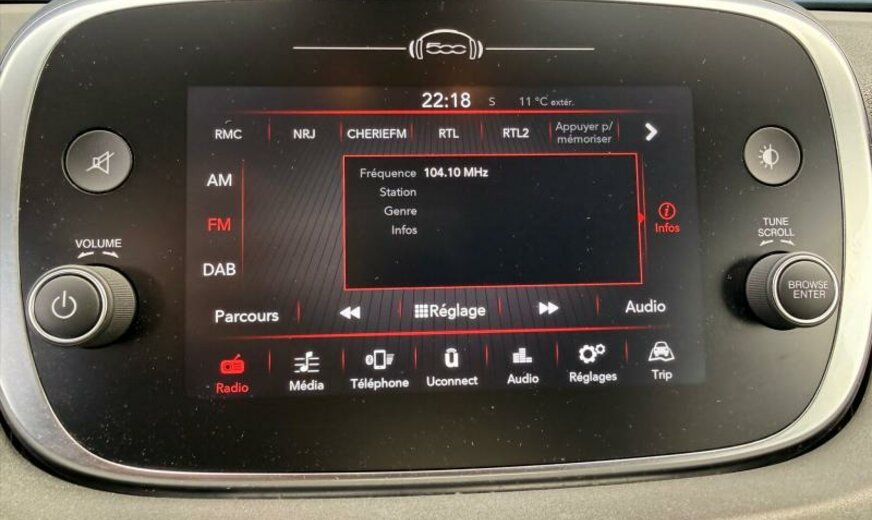 500
22:18 S 11 °C extér.
RMC NRJ CHERIEFM RTL RTL2 Appuyer p/
mémoriser
AM
FM
DAB
Fréquence 104.10 MHz
Station
Genre
Infos
Infos
VOLUME
TUNE
SCROLL
BROWSE
ENTER
Parcours Réglage Audio
Radio Média Téléphone Uconnect Audio Réglages Trip